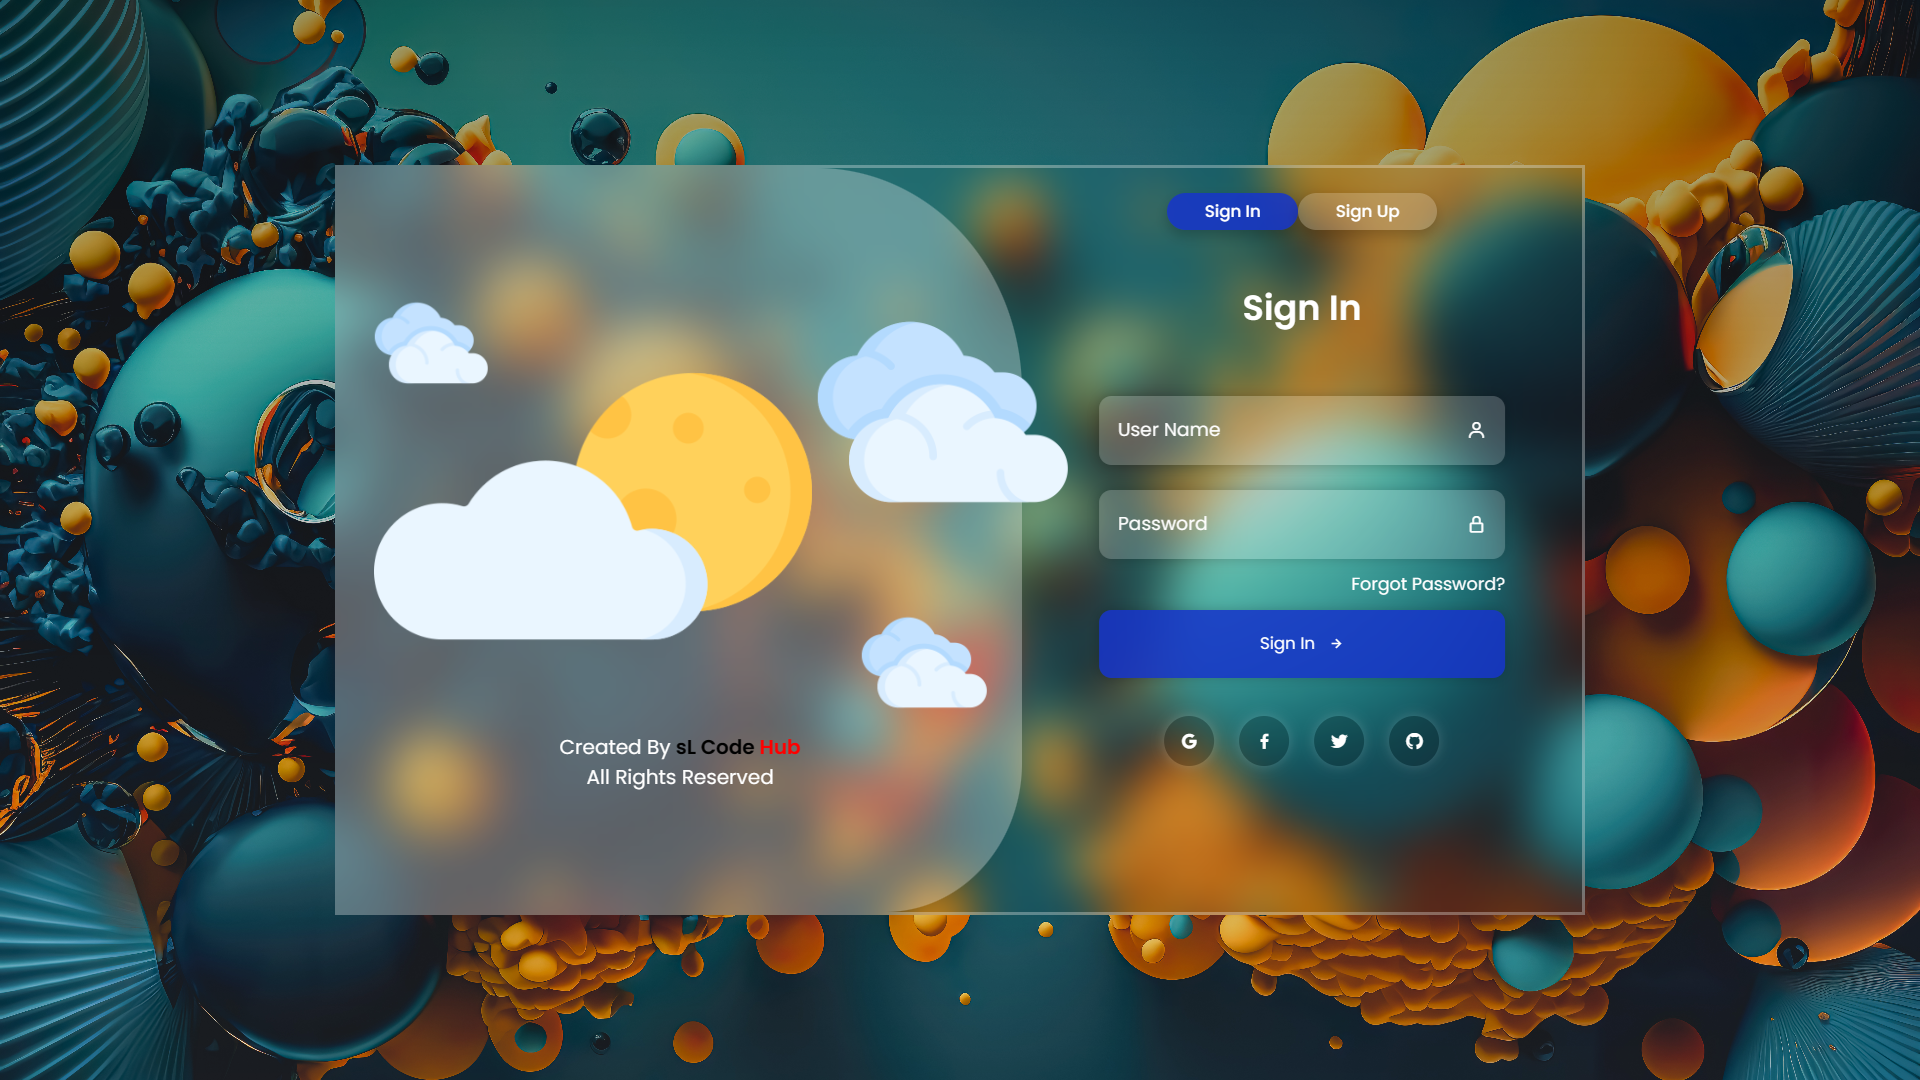 Sign In
Sign Up
Sign In
User Name
Password
Forgot Password?
Sign In
Created By sL Code Hub
All Rights Reserved